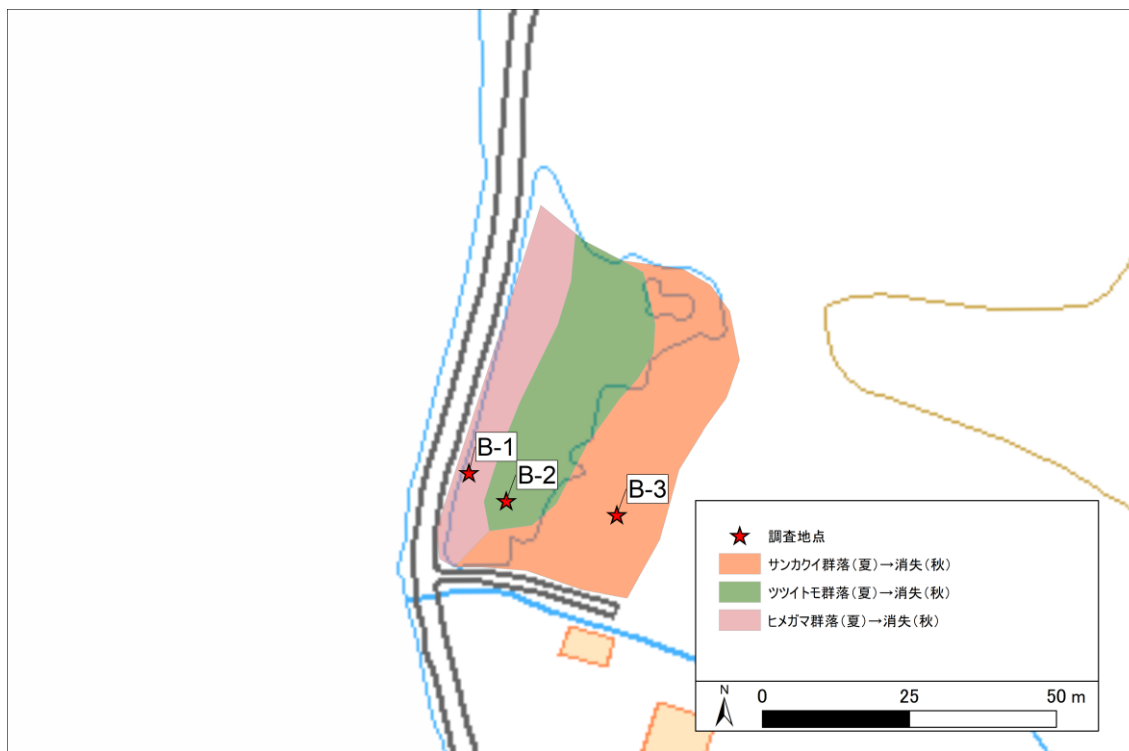 B-1
B-2
B-3
調査地点
サンカクイ群落(夏)→消失(秋)
ツツイトモ群落(夏)→消失(秋)
ヒメガマ群落(夏)→消失(秋)
N
0 25 50 m